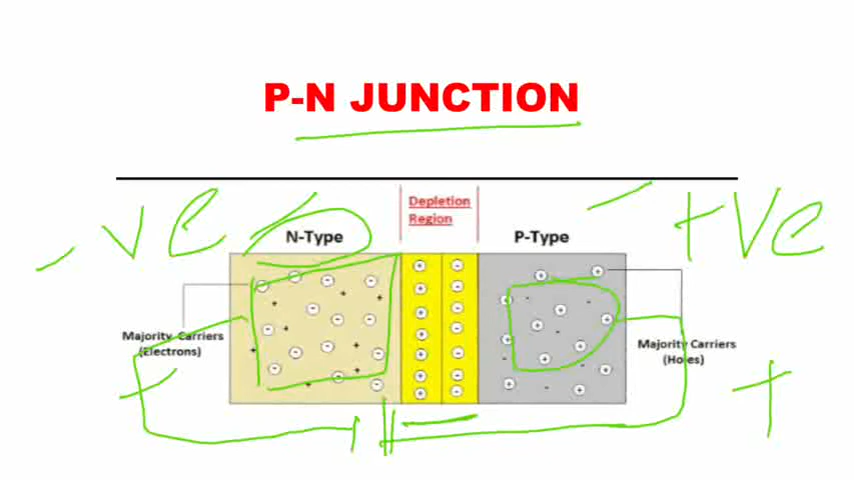 P-N JUNCTION
Depletion
Region
-ve
N-Type
P-Type
- +ve
Majority Carriers
(Electrons)
Majority Carriers
(Holes)
+
+